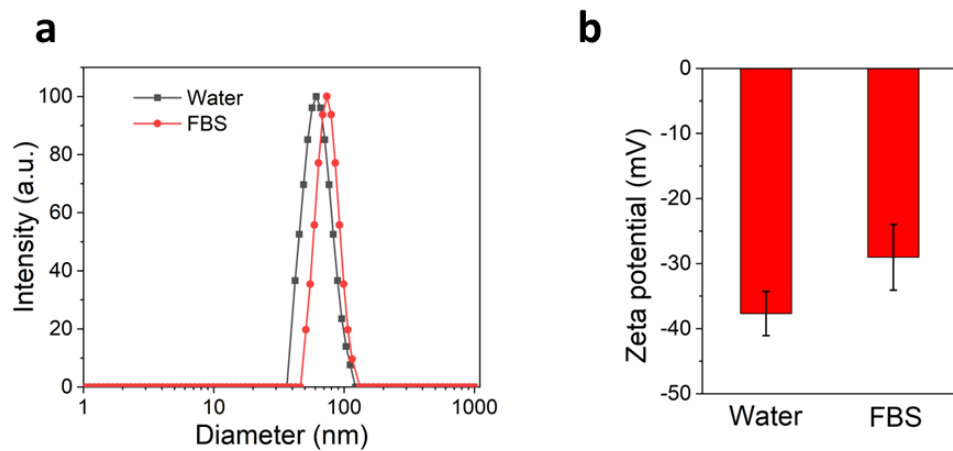 a
Water
FBS
100
80
60
40
20
0
1
10
100
1000
Intensity (a.u.)
Diameter (nm)
b
0
-10
-20
-30
-40
-50
Zeta potential (mV)
Water
FBS